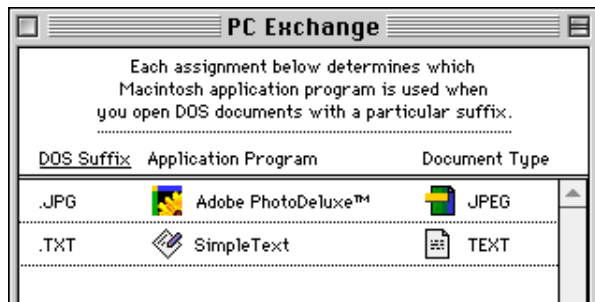 PC Exchange
Each assignment below determines which
Macintosh application program is used when
you open DOS documents with a particular suffix.
DOS Suffix Application Program Document Type
.JPG Adobe PhotoDeluxe™ JPEG
.TXT SimpleText TEXT